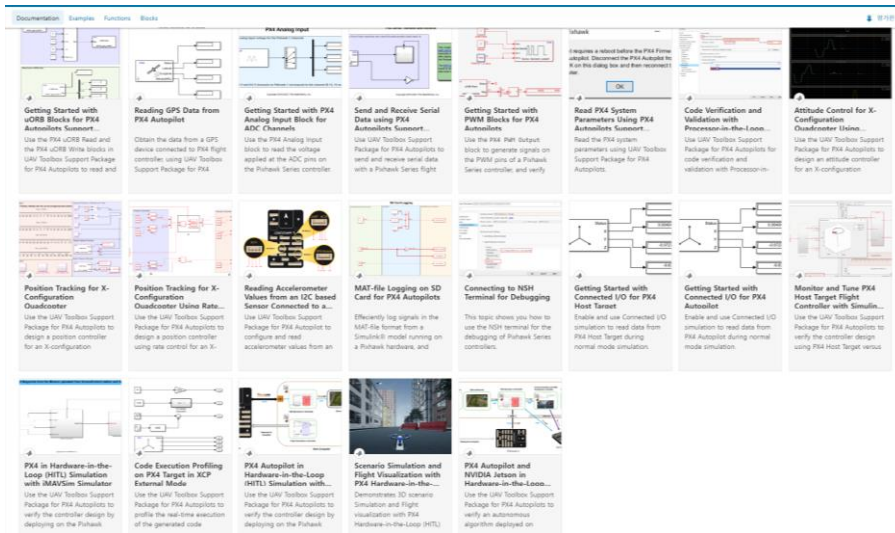 Documentation Examples Functions Blocks
Getting Started with
uORB Blocks for PX4
Autopilots Support...
Use the PX4 uORB Read and
the PX4 uORB Write blocks in
UAV Toolbox Support Package
for PX4 Autopilots to read and
Reading GPS Data from
PX4 Autopilot
Obtain the data from a GPS
device connected to PX4 flight
controller, using UAV Toolbox
Support Package for PX4
PX4 Analog Input
Getting Started with PX4
Analog Input Block for
ADC Channels
Use the PX4 Analog Input
block to read the voltage
applied at the ADC pins on
the Pixhawk Series controller.
Send and Receive Serial
Data using PX4
Autopilots Support...
Use UAV Toolbox Support
Package for PX4 Autopilots to
send and receive serial data
with a Pixhawk Series flight
Getting Started with
PWM Blocks for PX4
Autopilots
Use the PX4 PWM Output
block to generate signals on
the PWM pins of a Pixhawk
Series controller, and verify
OK
Read PX4 System
Parameters Using PX4
Autopilots Support...
Read the PX4 system
parameters using UAV Toolbox
Support Package for PX4
Autopilots.
Code Verification and
Validation with
Processor-in-the-Loop...
Use UAV Toolbox Support
Package for PX4 Autopilots for
code verification and
validation with Processor-in-
Attitude Control for X-
Configuration
Quadcopter Using...
Use UAV Toolbox Support
Package for PX4 Autopilots to
design an attitude controller
for an X-configuration
Position Tracking for X-
Configuration
Quadcopter
Use UAV Toolbox Support
Package for PX4 Autopilots to
design a position controller
for an X-configuration
Position Tracking for X-
Configuration
Quadcopter Using Rate...
Use UAV Toolbox Support
Package for PX4 Autopilots to
design a position controller
using rate control for an X-
Reading Accelerometer
Values from an I2C based
Sensor Connected to a...
Use UAV Toolbox Support
Package for PX4 Autopilot to
configure and read
accelerometer values from an
MAT-file Logging on SD
Card for PX4 Autopilots
Effeciently log signals in the
MAT-file format from a
Simulink® model running on
a Pixhawk hardware, and
Connecting to NSH
Terminal for Debugging
This topic shows you how to
use the NSH terminal for the
debugging of Pixhawk Series
controllers.
Getting Started with
Connected I/O for PX4
Host Target
Enable and use Connected I/O
simulation to read data from
PX4 Host Target during
normal mode simulation.
Getting Started with
Connected I/O for PX4
Autopilot
Enable and use Connected I/O
simulation to read data from
PX4 Autopilot during normal
mode simulation.
Monitor and Tune PX4
Host Target Flight
Controller with Simulin...
Use UAV Toolbox Support
Package for PX4 Autopilots to
verify the controller design
using PX4 Host Target versus
PX4 in Hardware-in-the-
Loop (HITL) Simulation
with jMAVSim Simulator
Use the UAV Toolbox Support
Package for PX4 Autopilots to
verify the controller design by
deploying on the Pixhawk
Code Execution Profiling
on PX4 Target in XCP
External Mode
Use the UAV Toolbox Support
Package for PX4 Autopilots to
profile the real-time execution
of the generated code
PX4 Autopilot in
Hardware-in-the-Loop
(HITL) Simulation with...
Use the UAV Toolbox Support
Package for PX4 Autopilots to
verify the controller design by
deploying on the Pixhawk
Scenario Simulation and
Flight Visualization with
PX4 Hardware-in-the-...
Demonstrates 3D scenario
Simulation and Flight
visualization with PX4
Hardware-in-the-Loop (HITL)
PX4 Autopilot and
NVIDIA Jetson in
Hardware-in-the-Loop...
Use the UAV Toolbox Support
Package for PX4 Autopilots to
verify an autonomous
algorithm deployed on